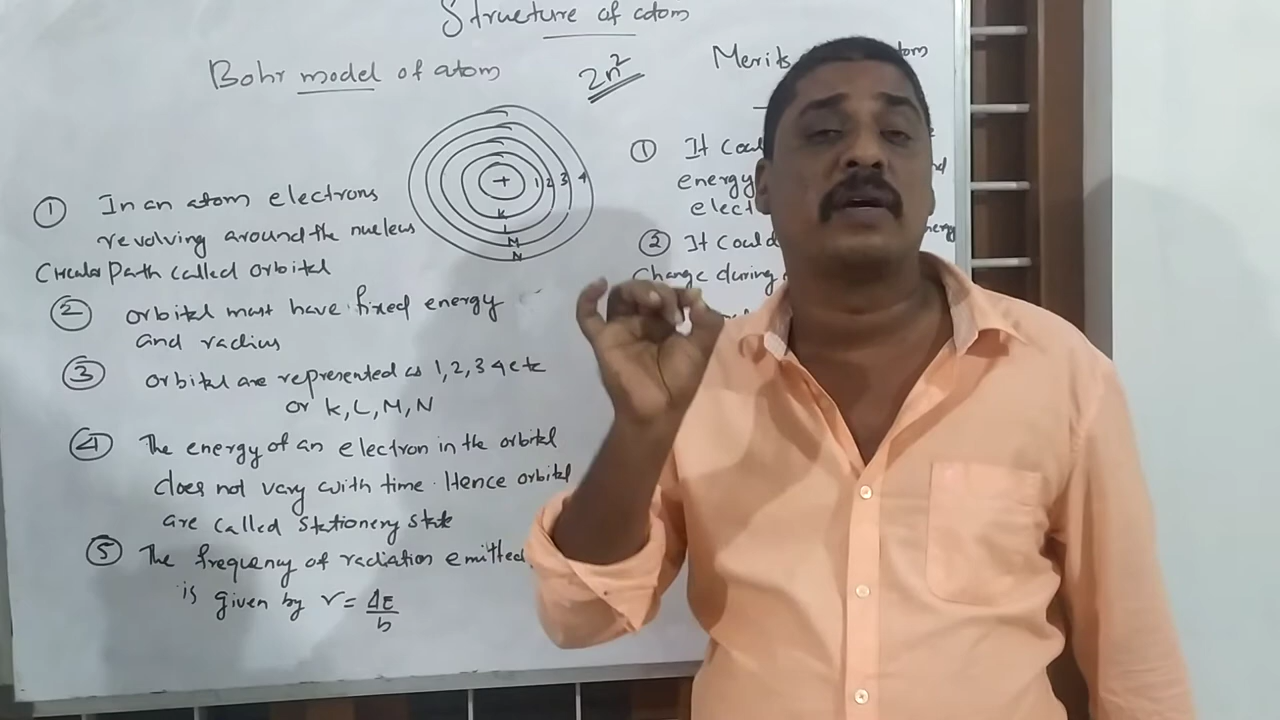 Structure of atom
Bohr model of atom
2n²
+ 1 2 3 4
K
L
M
N
① In an atom electrons
revolving around the nucleus
Circular Path called orbital
② orbital must have fixed energy
and radius
③ orbital are represented as 1, 2, 3 4 etc
or K, L, M, N
④ The energy of an electron in the orbital
does not vary with time. Hence orbital
are called stationery state
⑤ The frequency of radiation emitted
is given by ν = ΔE/h
Merits
① It
energy
② It could
Change during